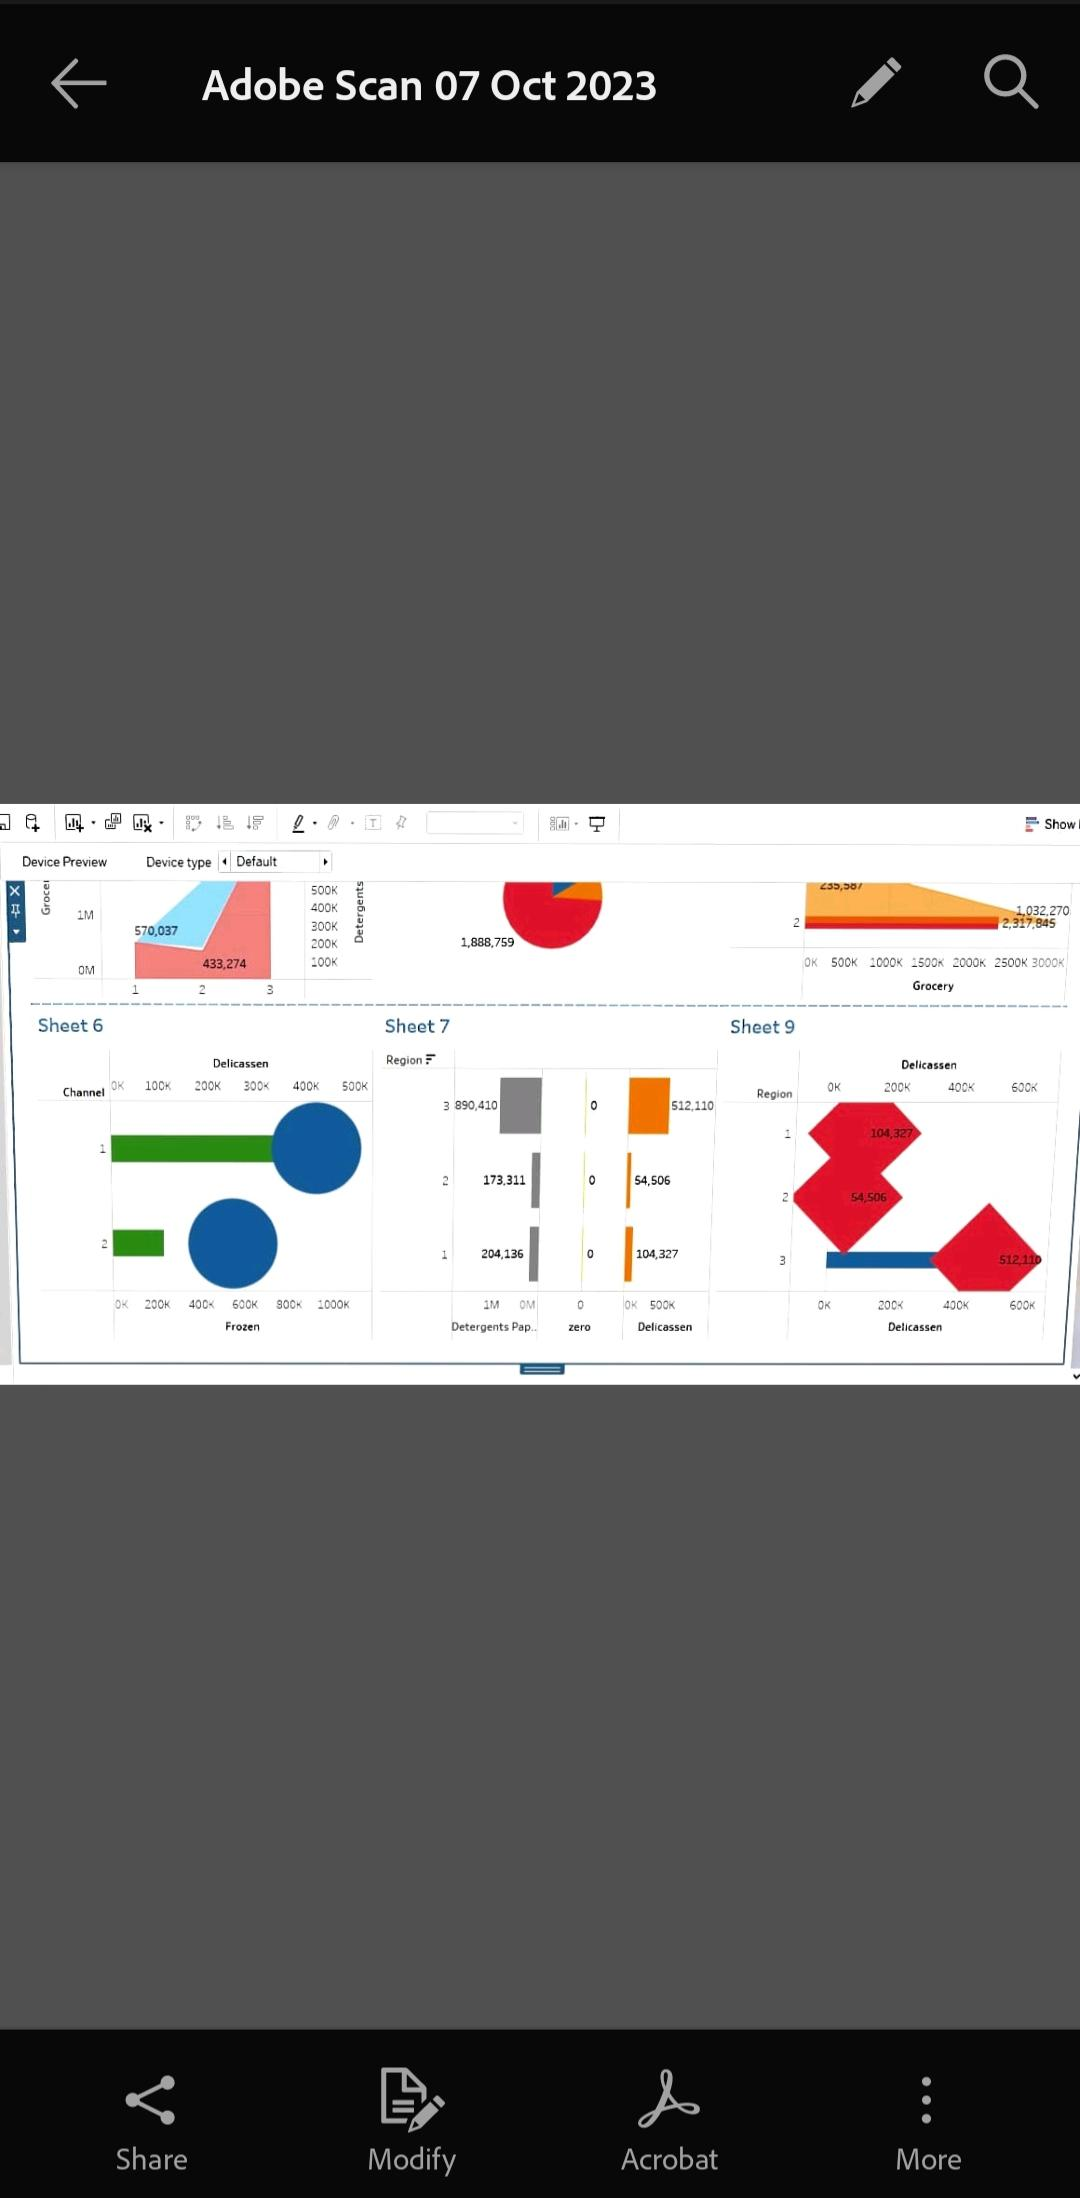 Adobe Scan 07 Oct 2023
Show
Device Preview Device type Default
Grocer
1M
0M
570,037
433,274
1 2 3
500K
400K
300K
200K
100K
Detergents
1,888,759
235,587
1,032,270
2 2,317,845
0K 500K 1000K 1500K 2000K 2500K 3000K
Grocery
Sheet 6
Delicassen
Channel 0K 100K 200K 300K 400K 500K
1
2
0K 200K 400K 600K 800K 1000K
Frozen
Sheet 7
Region
3 890,410 0 512,110
2 173,311 0 54,506
1 204,136 0 104,327
1M 0M 0 0K 500K
Detergents Pap.. zero Delicassen
Sheet 9
Delicassen
Region 0K 200K 400K 600K
1 104,327
2 54,506
3 512,110
0K 200K 400K 600K
Delicassen
Share Modify Acrobat More